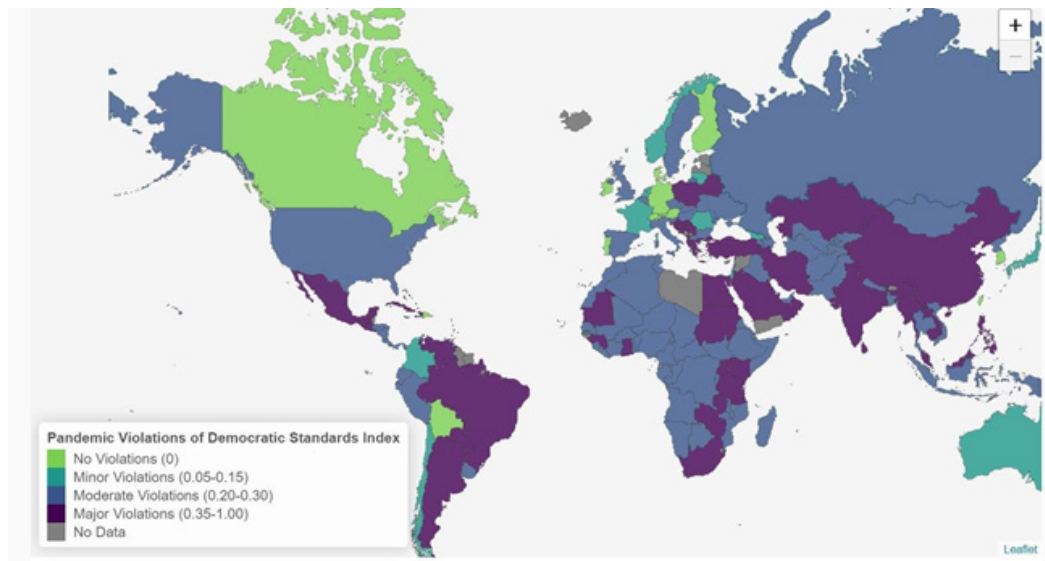 +
−
Pandemic Violations of Democratic Standards Index
No Violations (0)
Minor Violations (0.05-0.15)
Moderate Violations (0.20-0.30)
Major Violations (0.35-1.00)
No Data
Leaflet